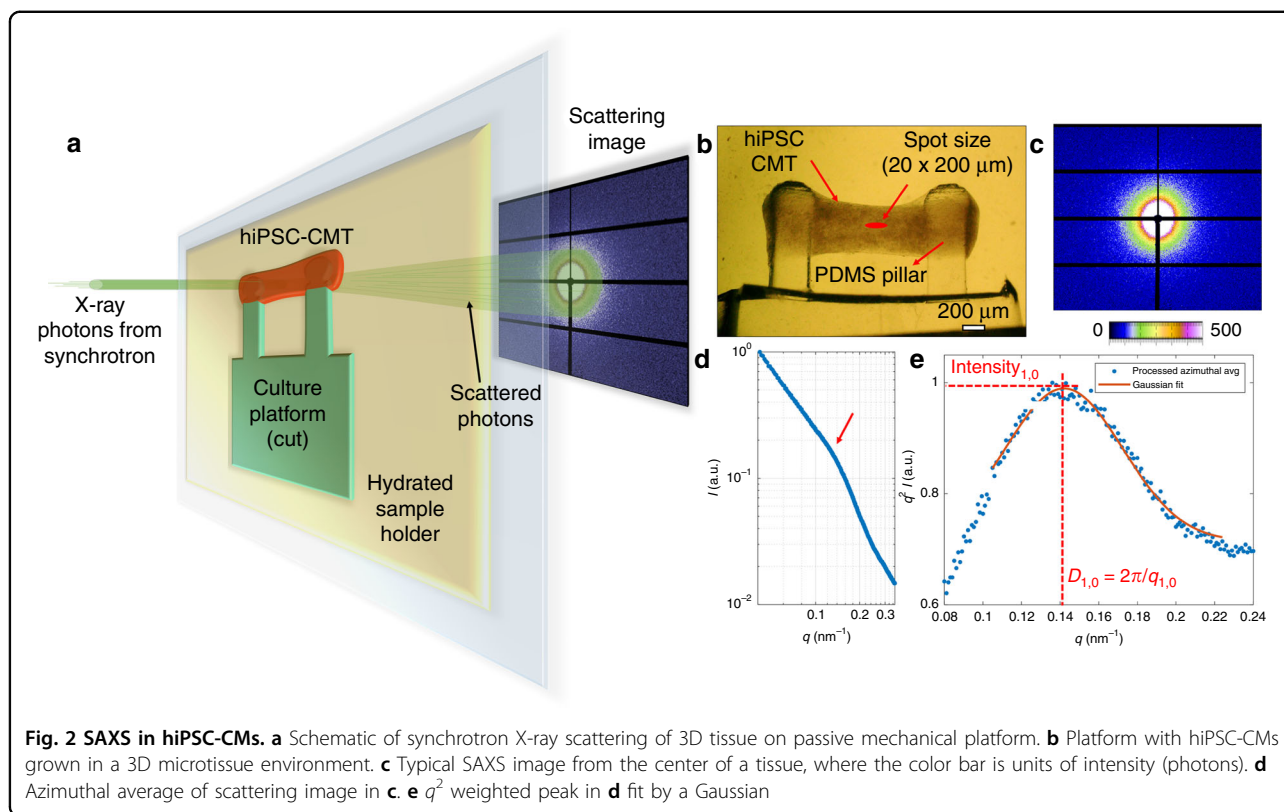 a
Scattering
image
hiPSC-CMT
X-ray
photons from
synchrotron
Scattered
photons
Culture
platform
(cut)
Hydrated
sample
holder
b
hiPSC
CMT
Spot size
(20 x 200 μm)
PDMS pillar
200 μm
c
0
500
d
10⁰
10⁻¹
10⁻²
I (a.u.)
0.1
0.2
0.3
q (nm⁻¹)
e
Intensity₁,₀
Processed azimuthal avg
Gaussian fit
1
0.8
0.6
q² I (a.u.)
D₁,₀ = 2π/q₁,₀
0.08
0.1
0.12
0.14
0.16
0.18
0.20
0.22
0.24
q (nm⁻¹)
Fig. 2 SAXS in hiPSC-CMs. a Schematic of synchrotron X-ray scattering of 3D tissue on passive mechanical platform. b Platform with hiPSC-CMs
grown in a 3D microtissue environment. c Typical SAXS image from the center of a tissue, where the color bar is units of intensity (photons). d
Azimuthal average of scattering image in c. e q² weighted peak in d fit by a Gaussian